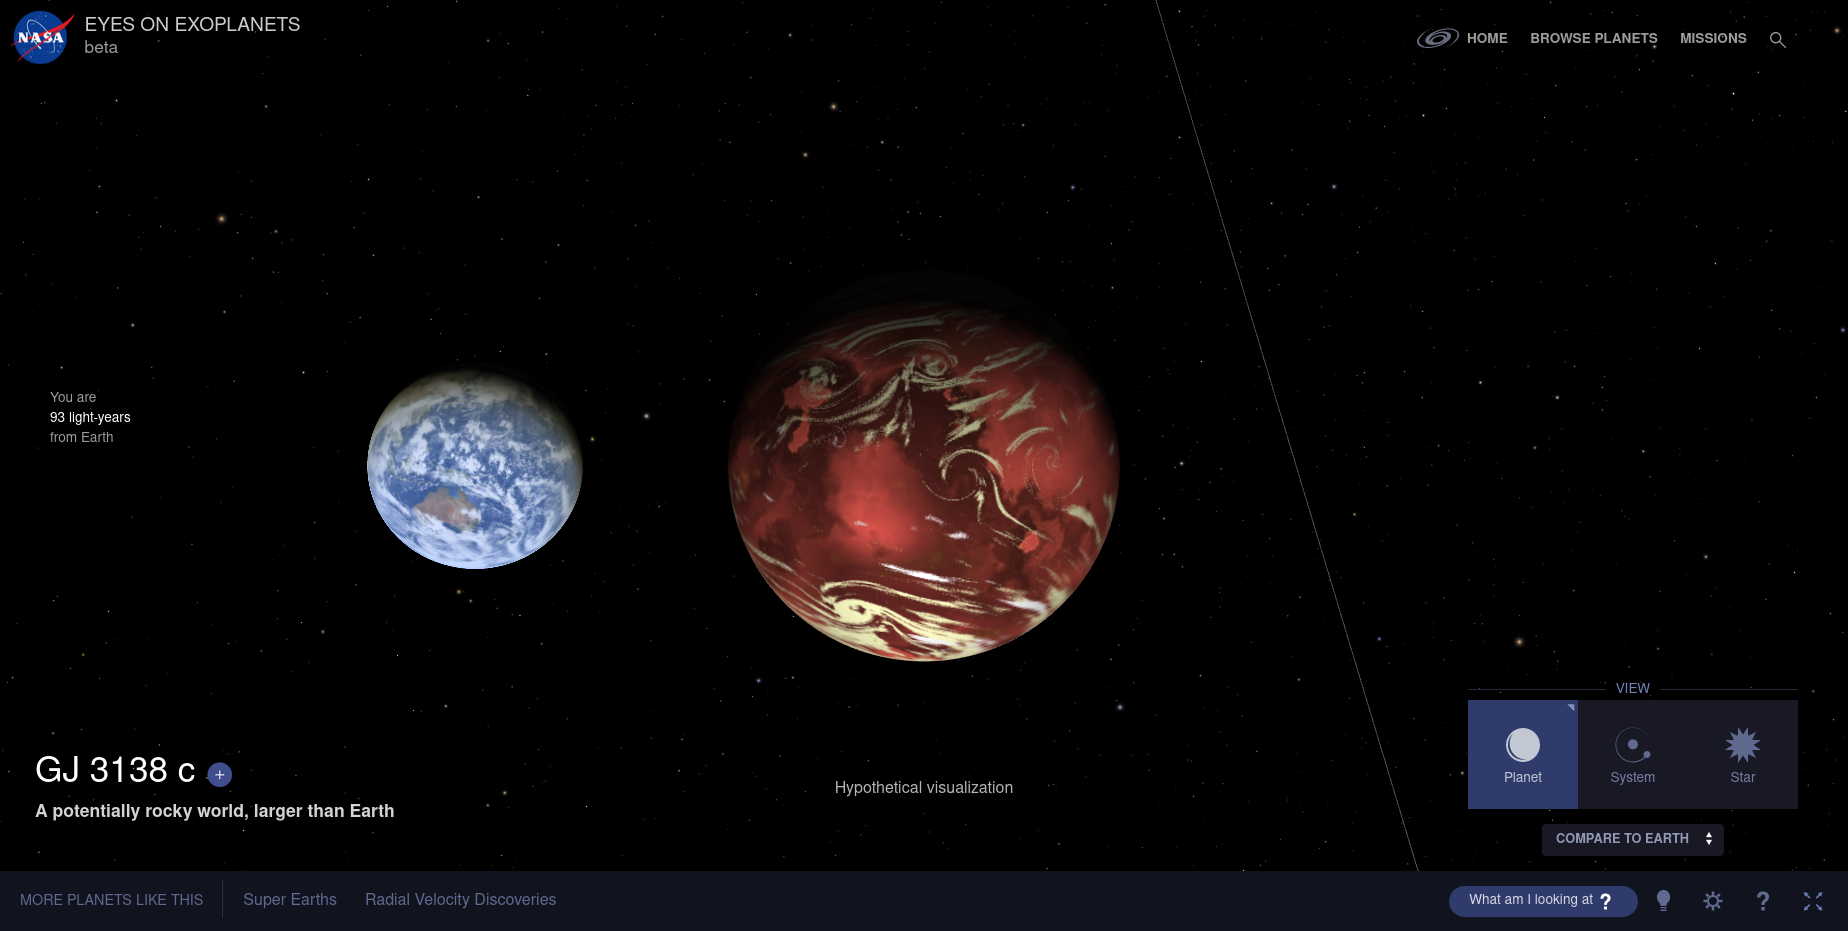 NASA
EYES ON EXOPLANETS
beta
HOME
BROWSE PLANETS
MISSIONS
You are
93 light-years
from Earth
GJ 3138 c +
A potentially rocky world, larger than Earth
Hypothetical visualization
VIEW
Planet
System
Star
COMPARE TO EARTH
MORE PLANETS LIKE THIS
Super Earths
Radial Velocity Discoveries
What am I looking at ?
?